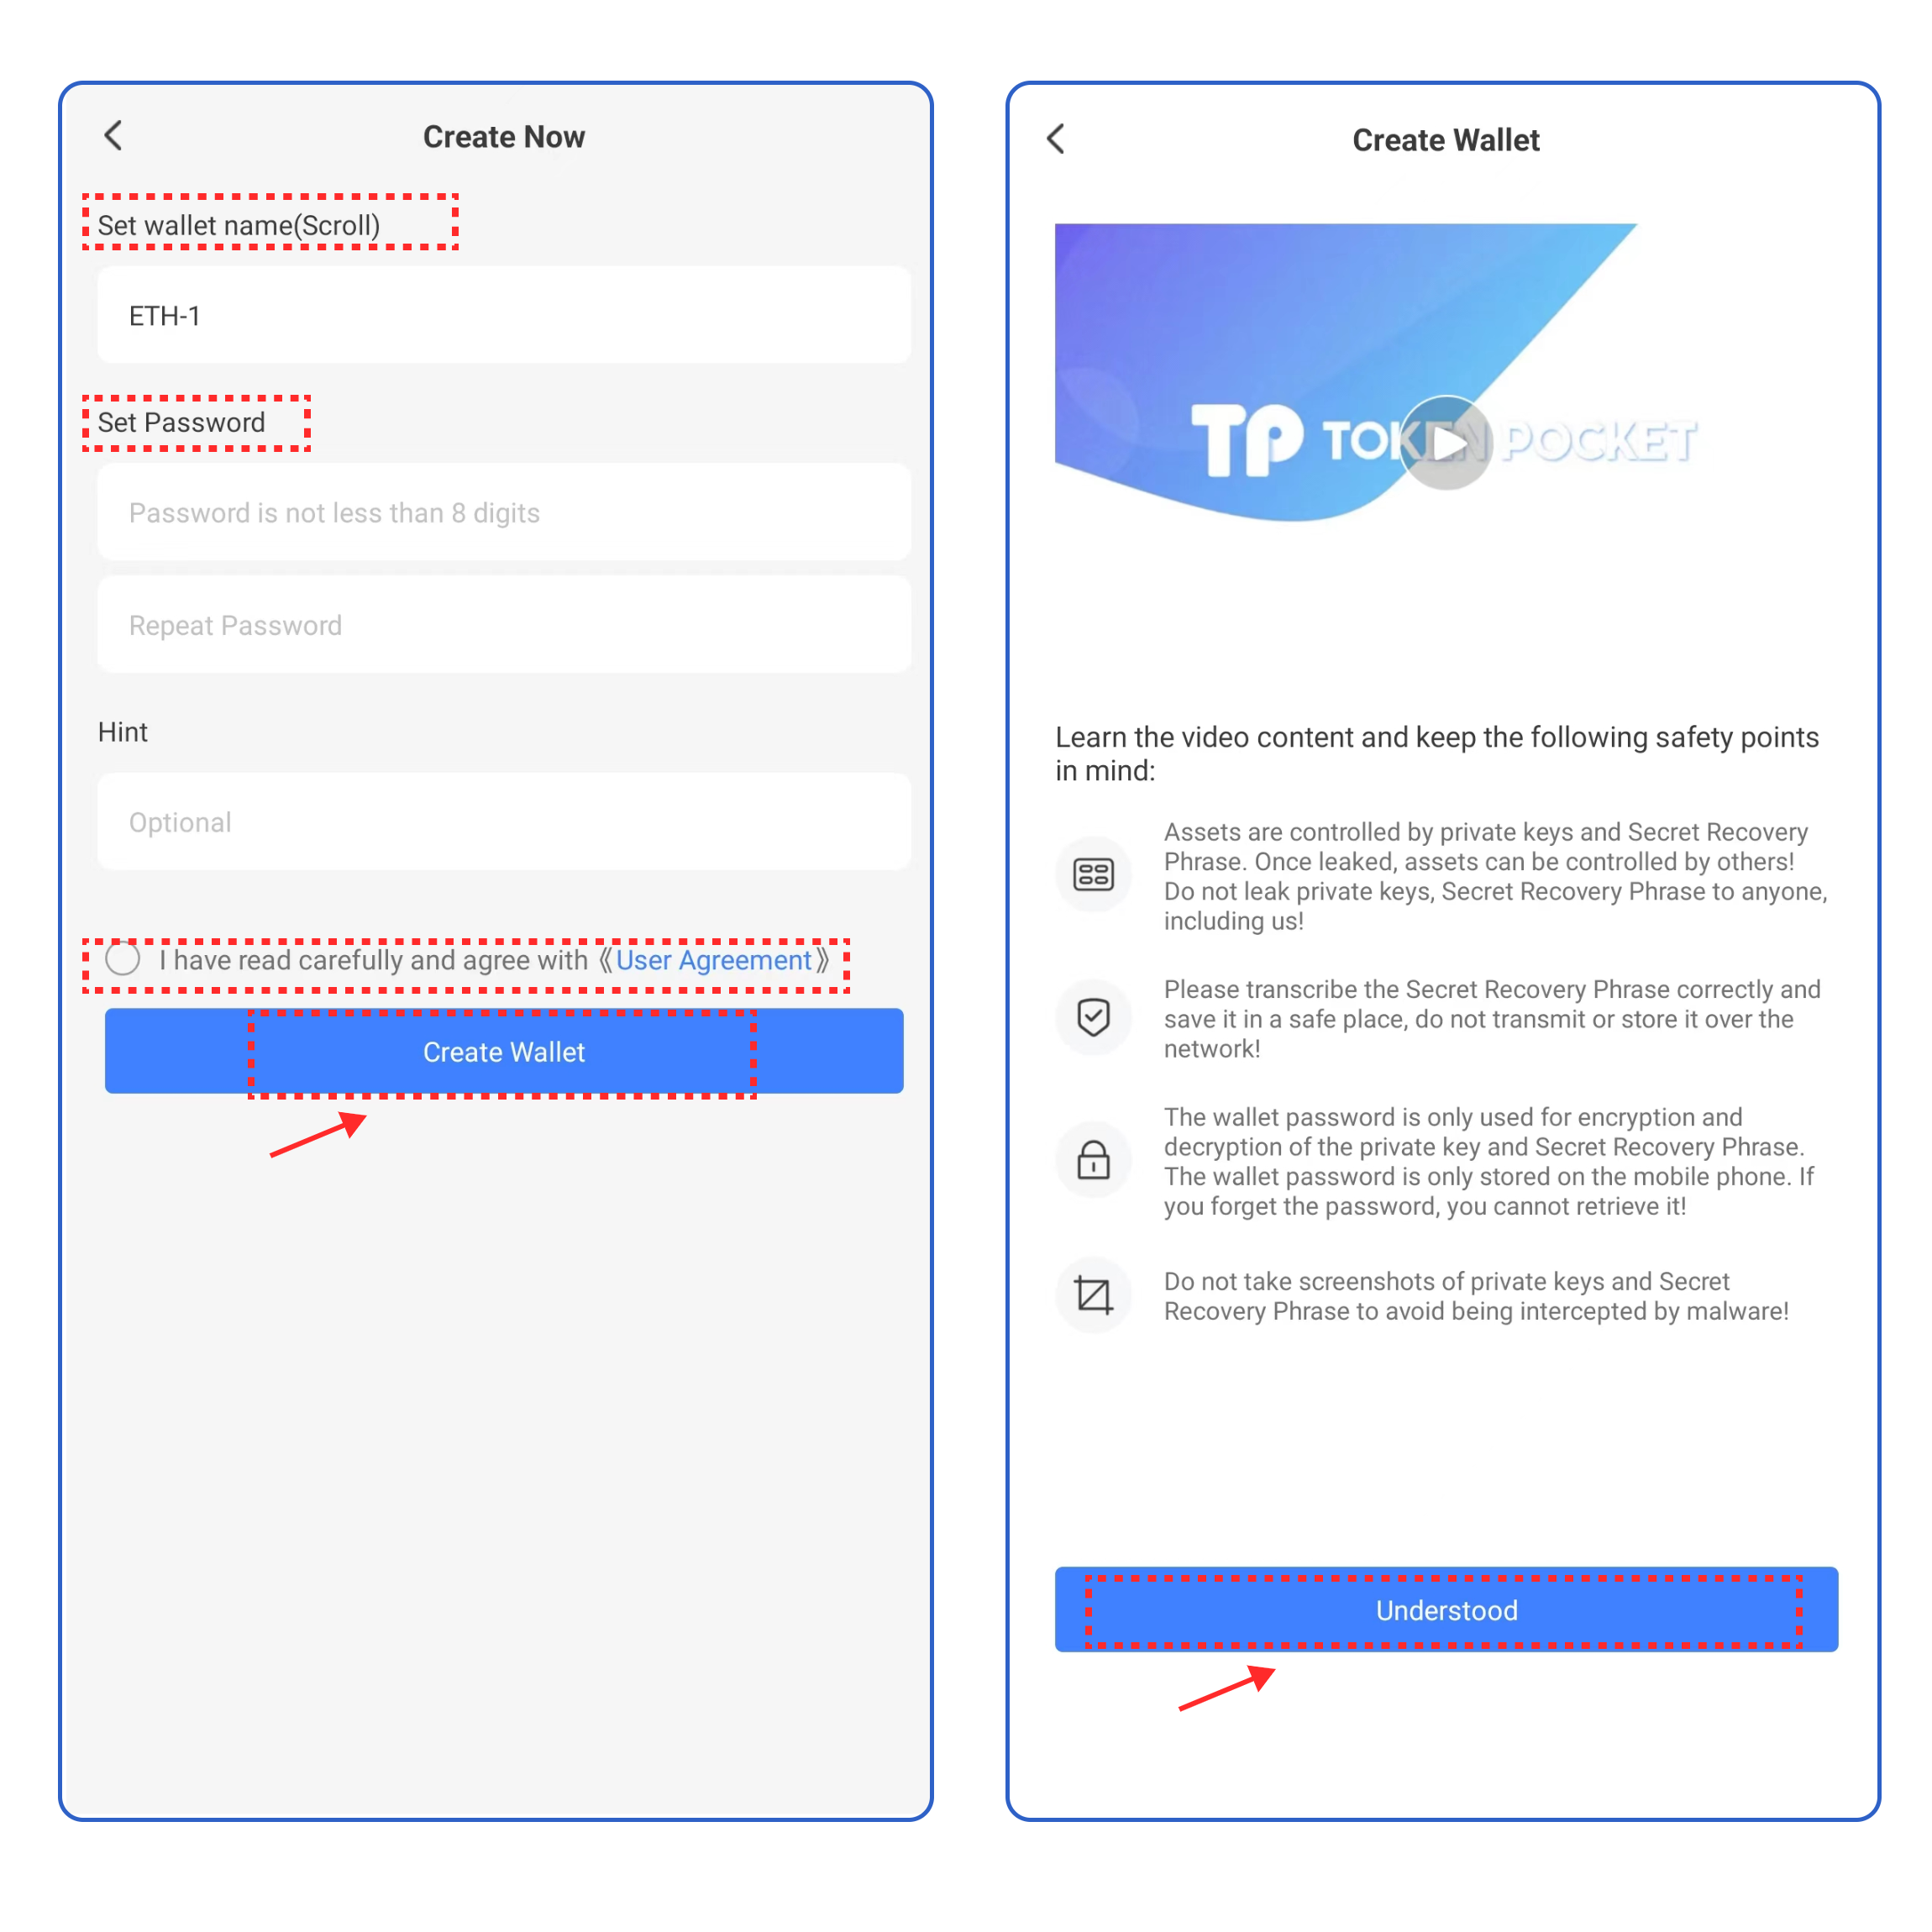 Create Now
Set wallet name(Scroll)
ETH-1
Set Password
Password is not less than 8 digits
Repeat Password
Hint
Optional
I have read carefully and agree with《User Agreement》
Create Wallet
Create Wallet
TP TOKEN POCKET
Learn the video content and keep the following safety points
in mind:
Assets are controlled by private keys and Secret Recovery
Phrase. Once leaked, assets can be controlled by others!
Do not leak private keys, Secret Recovery Phrase to anyone,
including us!
Please transcribe the Secret Recovery Phrase correctly and
save it in a safe place, do not transmit or store it over the
network!
The wallet password is only used for encryption and
decryption of the private key and Secret Recovery Phrase.
The wallet password is only stored on the mobile phone. If
you forget the password, you cannot retrieve it!
Do not take screenshots of private keys and Secret
Recovery Phrase to avoid being intercepted by malware!
Understood